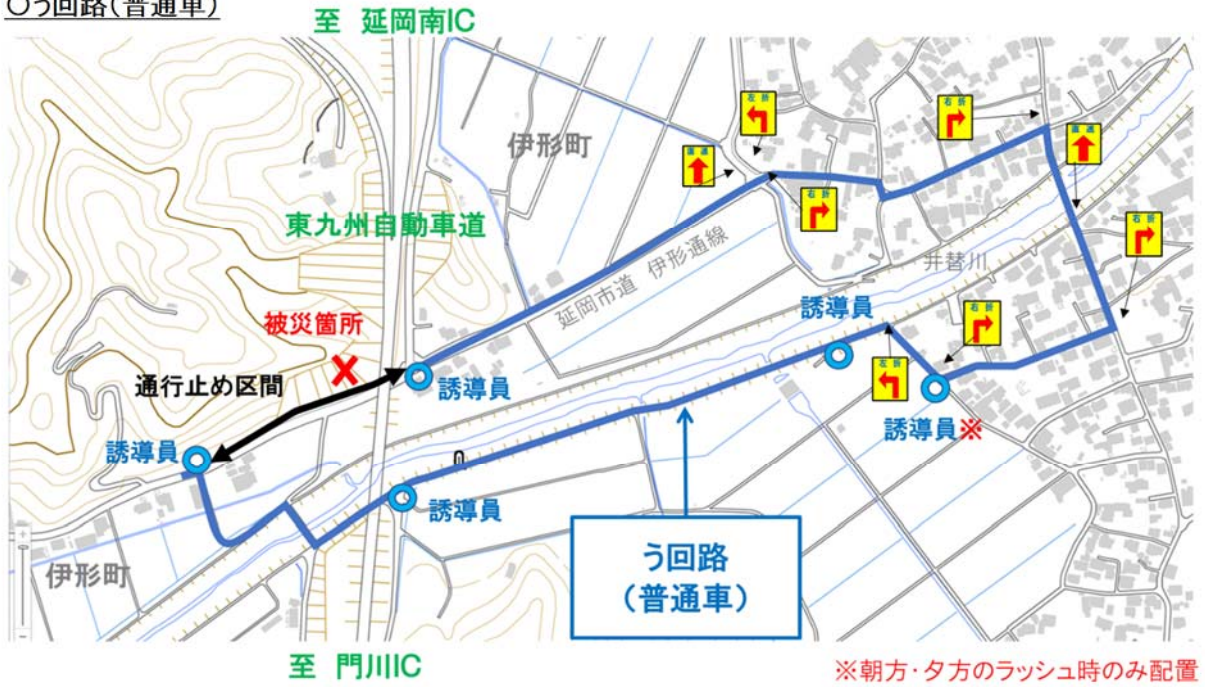 〇う回路(普通車)
至 延岡南IC
左折
右折
伊形町
直進
直進
右折
右折
東九州自動車道
延岡市道 伊形通線
井替川
被災箇所
誘導員
右折
通行止め区間
誘導員
左折
誘導員
誘導員※
誘導員
う回路
(普通車)
伊形町
至 門川IC
※朝方・夕方のラッシュ時のみ配置